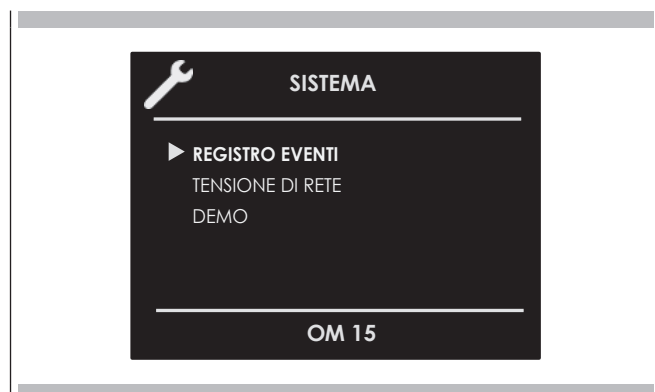 SISTEMA
REGISTRO EVENTI
TENSIONE DI RETE
DEMO
OM 15